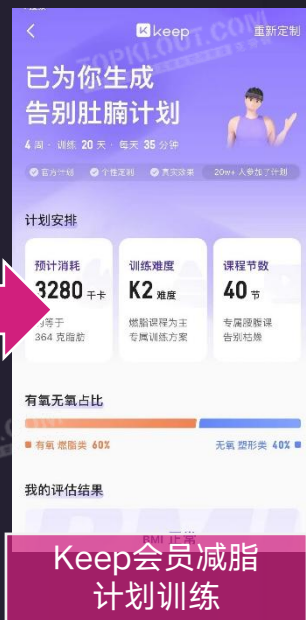 keep
重新定制
已为你生成
告别肚腩计划
4 周 · 训练 20 天 · 每天 35 分钟
官方计划 个性定制 真实效果 20w+ 人参加了计划
计划安排
预计消耗 训练难度 课程节数
3280 千卡 K2 难度 40 节
等于 燃脂课程为主 专属腹腰课
364 克脂肪 专属训练方案 告别枯燥
有氧无氧占比
有氧 燃脂类 60% 无氧 塑形类 40%
我的评估结果
BMI 正常
Keep会员减脂
计划训练